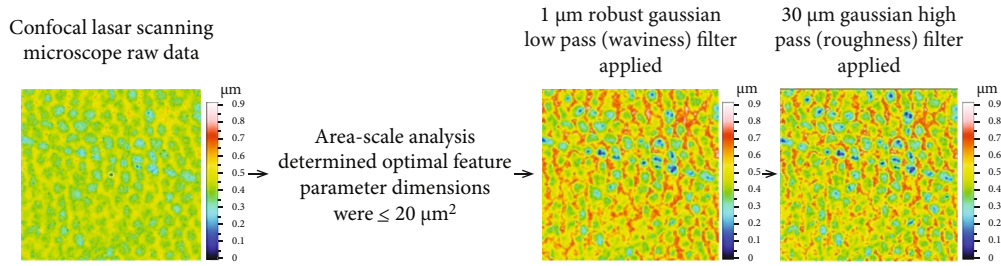 Confocal lasar scanning
microscope raw data
μm
0.9
0.8
0.7
0.6
0.5
0.4
0.3
0.2
0.1
0
Area-scale analysis
determined optimal feature
parameter dimensions
were ≤ 20 μm²
1 μm robust gaussian
low pass (waviness) filter
applied
μm
0.9
0.8
0.7
0.6
0.5
0.4
0.3
0.2
0.1
0
30 μm gaussian high
pass (roughness) filter
applied
μm
0.9
0.8
0.7
0.6
0.5
0.4
0.3
0.2
0.1
0